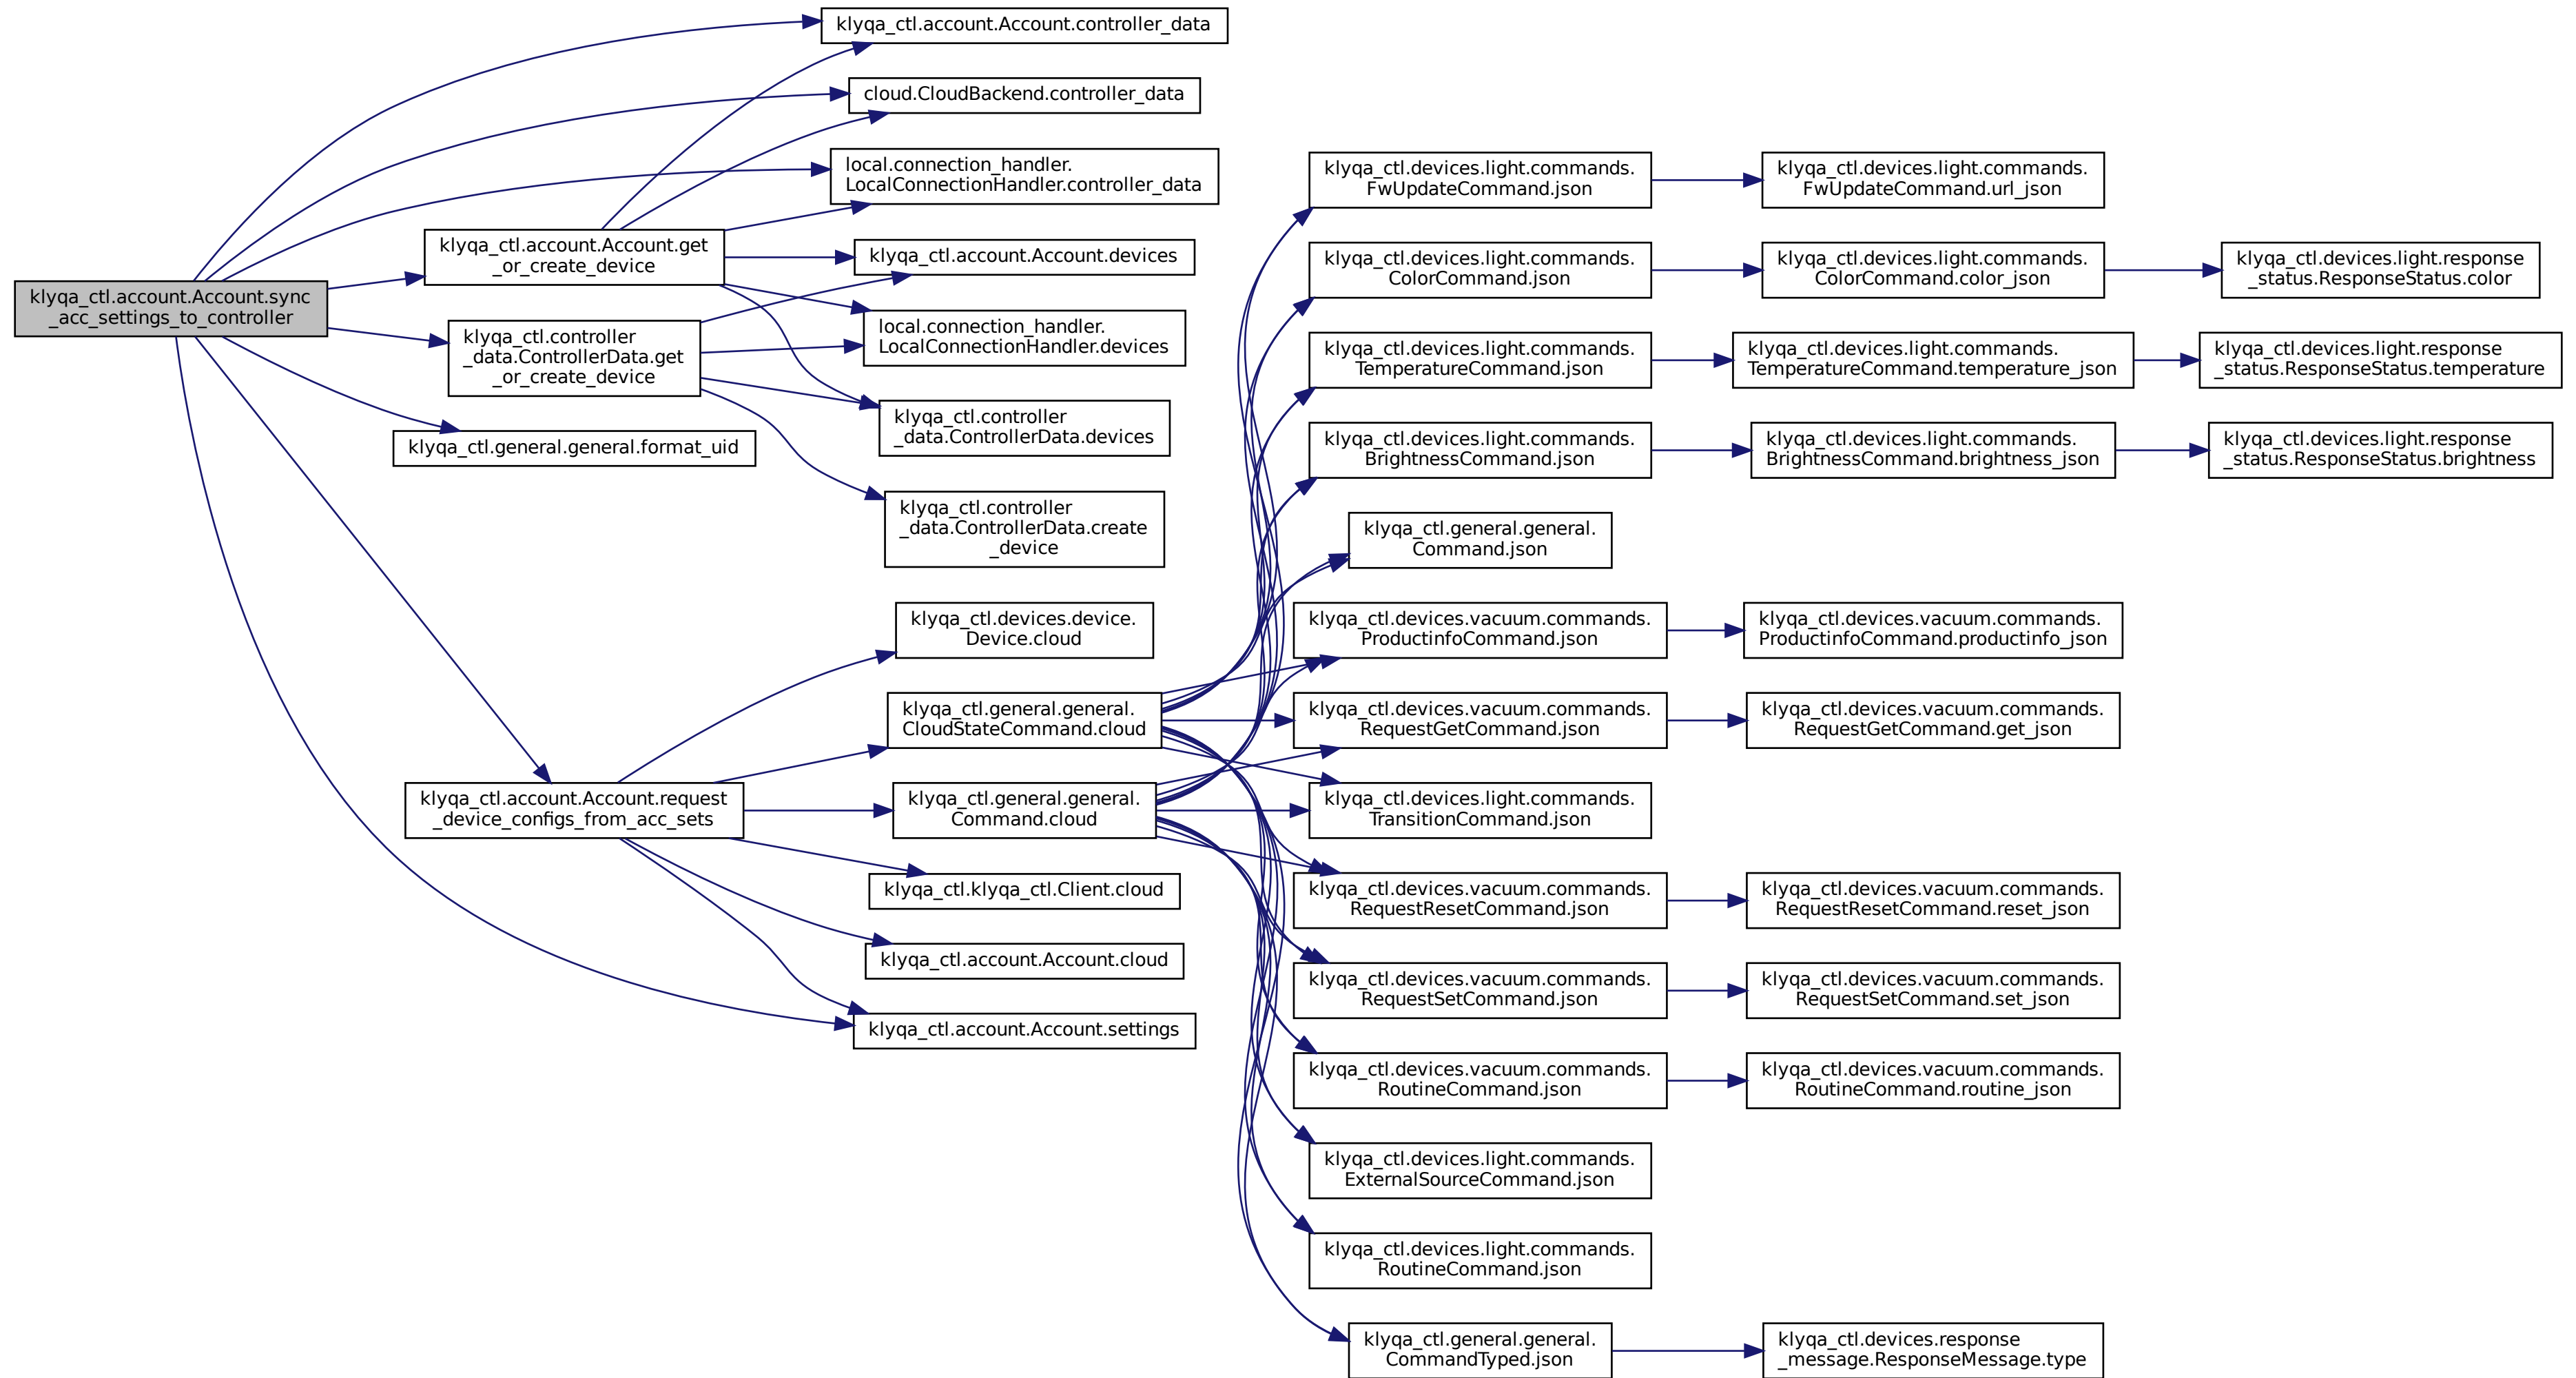 klyqa_ctl.account.Account.sync
_acc_settings_to_controller
klyqa_ctl.account.Account.controller_data
cloud.CloudBackend.controller_data
local.connection_handler.
LocalConnectionHandler.controller_data
klyqa_ctl.account.Account.get
_or_create_device
klyqa_ctl.account.Account.devices
local.connection_handler.
LocalConnectionHandler.devices
klyqa_ctl.controller
_data.ControllerData.get
_or_create_device
klyqa_ctl.controller
_data.ControllerData.devices
klyqa_ctl.general.general.format_uid
klyqa_ctl.controller
_data.ControllerData.create
_device
klyqa_ctl.devices.device.
Device.cloud
klyqa_ctl.general.general.
CloudStateCommand.cloud
klyqa_ctl.account.Account.request
_device_configs_from_acc_sets
klyqa_ctl.general.general.
Command.cloud
klyqa_ctl.klyqa_ctl.Client.cloud
klyqa_ctl.account.Account.cloud
klyqa_ctl.account.Account.settings
klyqa_ctl.devices.light.commands.
FwUpdateCommand.json
klyqa_ctl.devices.light.commands.
FwUpdateCommand.url_json
klyqa_ctl.devices.light.commands.
ColorCommand.json
klyqa_ctl.devices.light.commands.
ColorCommand.color_json
klyqa_ctl.devices.light.response
_status.ResponseStatus.color
klyqa_ctl.devices.light.commands.
TemperatureCommand.json
klyqa_ctl.devices.light.commands.
TemperatureCommand.temperature_json
klyqa_ctl.devices.light.response
_status.ResponseStatus.temperature
klyqa_ctl.devices.light.commands.
BrightnessCommand.json
klyqa_ctl.devices.light.commands.
BrightnessCommand.brightness_json
klyqa_ctl.devices.light.response
_status.ResponseStatus.brightness
klyqa_ctl.general.general.
Command.json
klyqa_ctl.devices.vacuum.commands.
ProductinfoCommand.json
klyqa_ctl.devices.vacuum.commands.
ProductinfoCommand.productinfo_json
klyqa_ctl.devices.vacuum.commands.
RequestGetCommand.json
klyqa_ctl.devices.vacuum.commands.
RequestGetCommand.get_json
klyqa_ctl.devices.light.commands.
TransitionCommand.json
klyqa_ctl.devices.vacuum.commands.
RequestResetCommand.json
klyqa_ctl.devices.vacuum.commands.
RequestResetCommand.reset_json
klyqa_ctl.devices.vacuum.commands.
RequestSetCommand.json
klyqa_ctl.devices.vacuum.commands.
RequestSetCommand.set_json
klyqa_ctl.devices.vacuum.commands.
RoutineCommand.json
klyqa_ctl.devices.vacuum.commands.
RoutineCommand.routine_json
klyqa_ctl.devices.light.commands.
ExternalSourceCommand.json
klyqa_ctl.devices.light.commands.
RoutineCommand.json
klyqa_ctl.general.general.
CommandTyped.json
klyqa_ctl.devices.response
_message.ResponseMessage.type